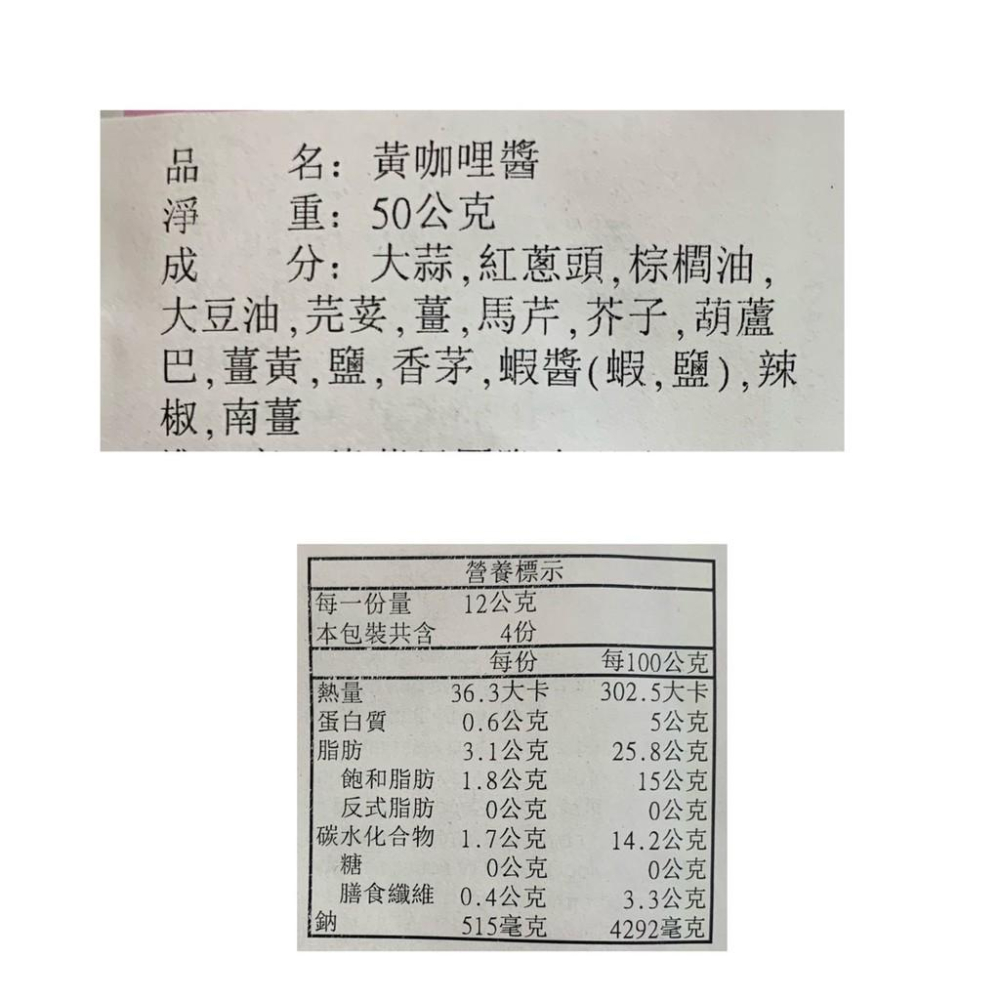 品　　名：黃咖哩醬
淨　　重：50公克
成　　分：大蒜,紅蔥頭,棕櫚油,
大豆油,芫荽,薑,馬芹,芥子,葫蘆
巴,薑黃,鹽,香茅,蝦醬(蝦,鹽),辣
椒,南薑
營養標示
每一份量 12公克
本包裝共含 4份
每份 每100公克
熱量 36.3大卡 302.5大卡
蛋白質 0.6公克 5公克
脂肪 3.1公克 25.8公克
飽和脂肪 1.8公克 15公克
反式脂肪 0公克 0公克
碳水化合物 1.7公克 14.2公克
糖 0公克 0公克
膳食纖維 0.4公克 3.3公克
鈉 515毫克 4292毫克